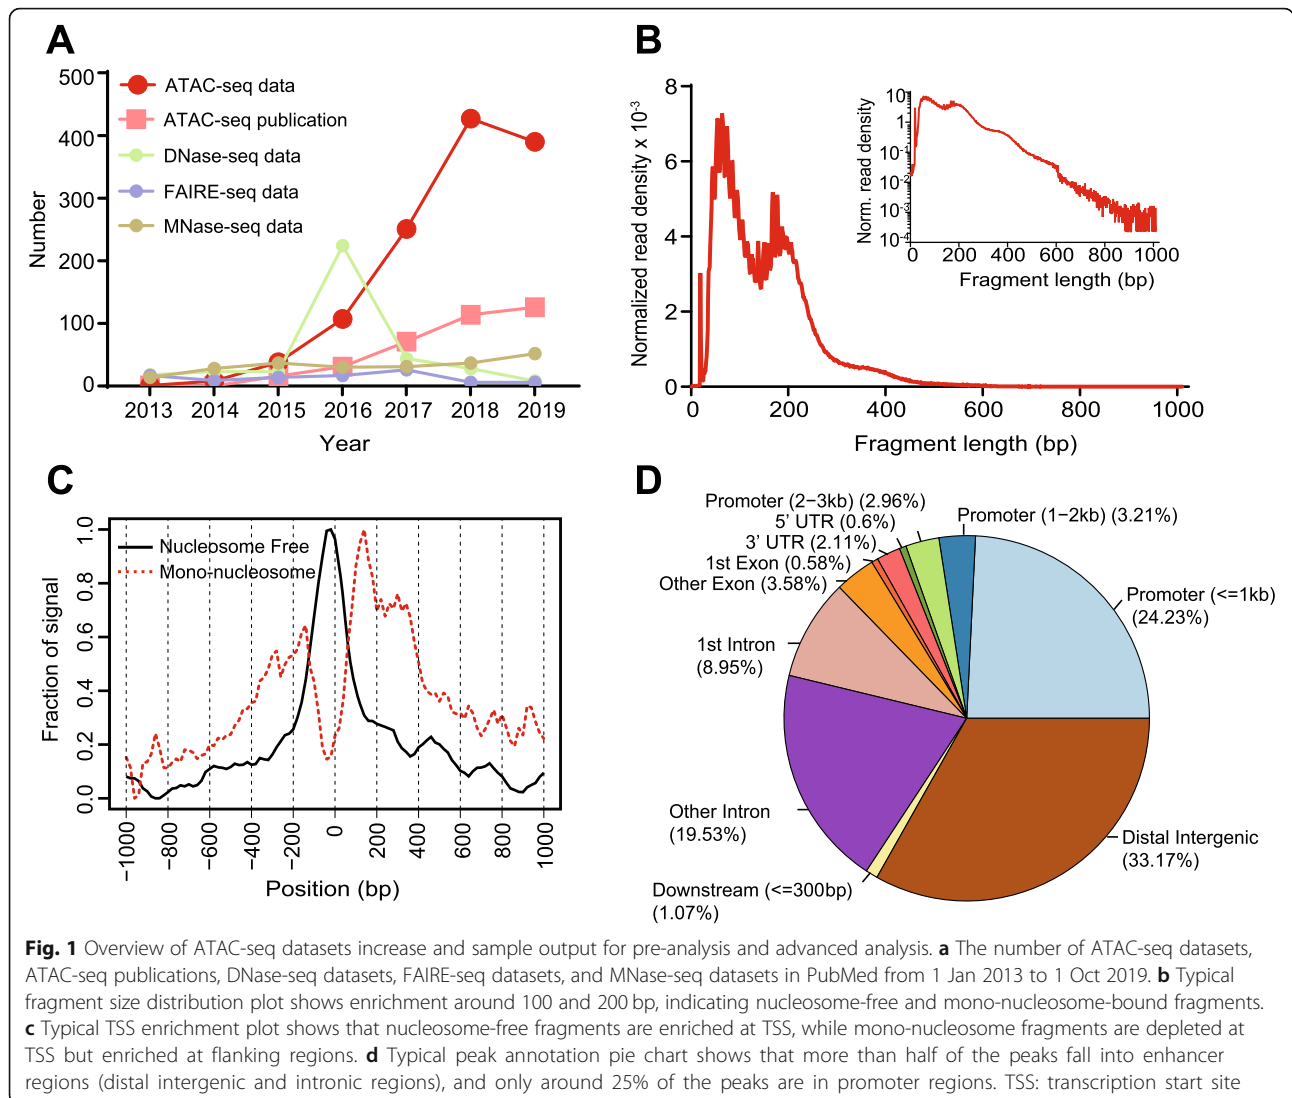 A
500
400
300
200
100
0
Number
ATAC-seq data
ATAC-seq publication
DNase-seq data
FAIRE-seq data
MNase-seq data
2013 2014 2015 2016 2017 2018 2019
Year
B
8
6
4
2
0
Normalized read density x 10-3
0 200 400 600 800 1000
Fragment length (bp)
10
1
10-1
10-2
10-3
10-4
Norm. read density
0 200 400 600 800 1000
Fragment length (bp)
C
1.0
0.8
0.6
0.4
0.2
0.0
Fraction of signal
Nucleosome Free
Mono-nucleosome
−1000 −800 −600 −400 −200 0 200 400 600 800 1000
Position (bp)
D
Promoter (2−3kb) (2.96%)
5’ UTR (0.6%)
3’ UTR (2.11%)
1st Exon (0.58%)
Other Exon (3.58%)
1st Intron
(8.95%)
Other Intron
(19.53%)
Downstream (<=300bp)
(1.07%)
Promoter (1−2kb) (3.21%)
Promoter (<=1kb)
(24.23%)
Distal Intergenic
(33.17%)
Fig. 1 Overview of ATAC-seq datasets increase and sample output for pre-analysis and advanced analysis. a The number of ATAC-seq datasets,
ATAC-seq publications, DNase-seq datasets, FAIRE-seq datasets, and MNase-seq datasets in PubMed from 1 Jan 2013 to 1 Oct 2019. b Typical
fragment size distribution plot shows enrichment around 100 and 200 bp, indicating nucleosome-free and mono-nucleosome-bound fragments.
c Typical TSS enrichment plot shows that nucleosome-free fragments are enriched at TSS, while mono-nucleosome fragments are depleted at
TSS but enriched at flanking regions. d Typical peak annotation pie chart shows that more than half of the peaks fall into enhancer
regions (distal intergenic and intronic regions), and only around 25% of the peaks are in promoter regions. TSS: transcription start site